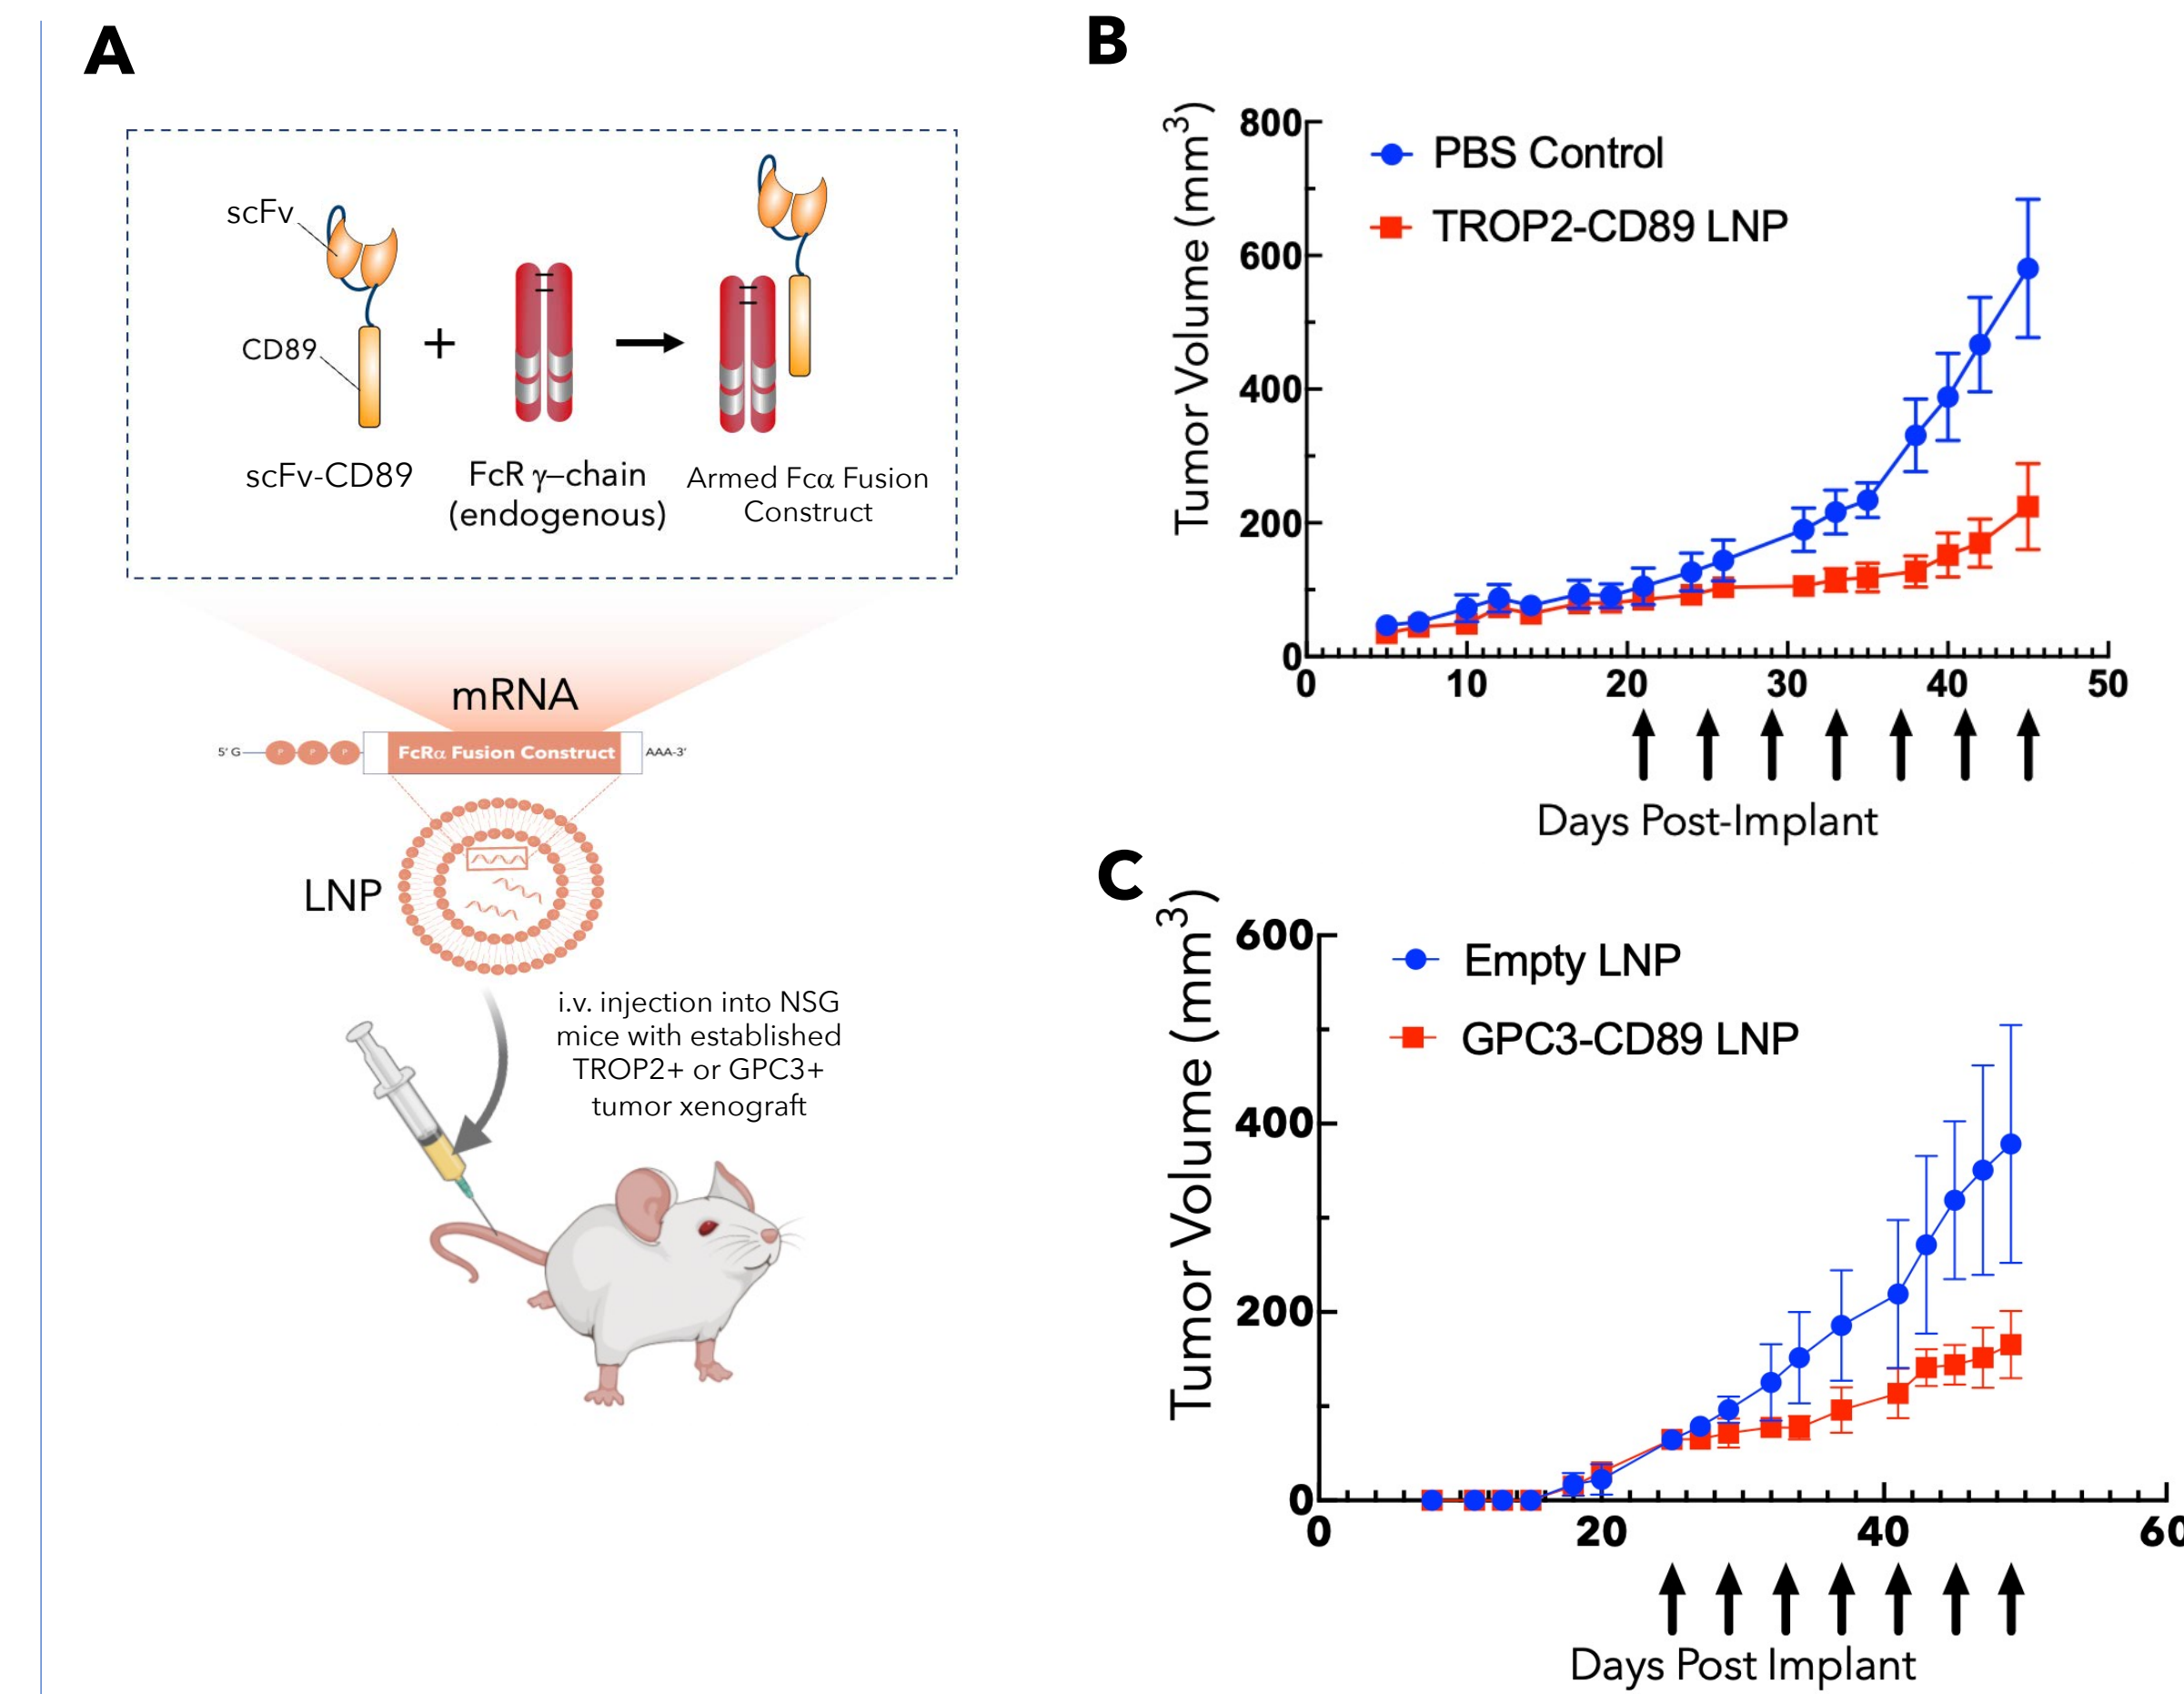 A
scFv
CD89
+
scFv-CD89
FcR γ–chain
(endogenous)
Armed Fcα Fusion
Construct
mRNA
5' G
P P P
FcRα Fusion Construct
AAA-3'
LNP
i.v. injection into NSG
mice with established
TROP2+ or GPC3+
tumor xenograft
B
Tumor Volume (mm³)
800
600
400
200
0
PBS Control
TROP2-CD89 LNP
0 10 20 30 40 50
Days Post-Implant
C
Tumor Volume (mm³)
600
400
200
0
Empty LNP
GPC3-CD89 LNP
0 20 40 60
Days Post Implant